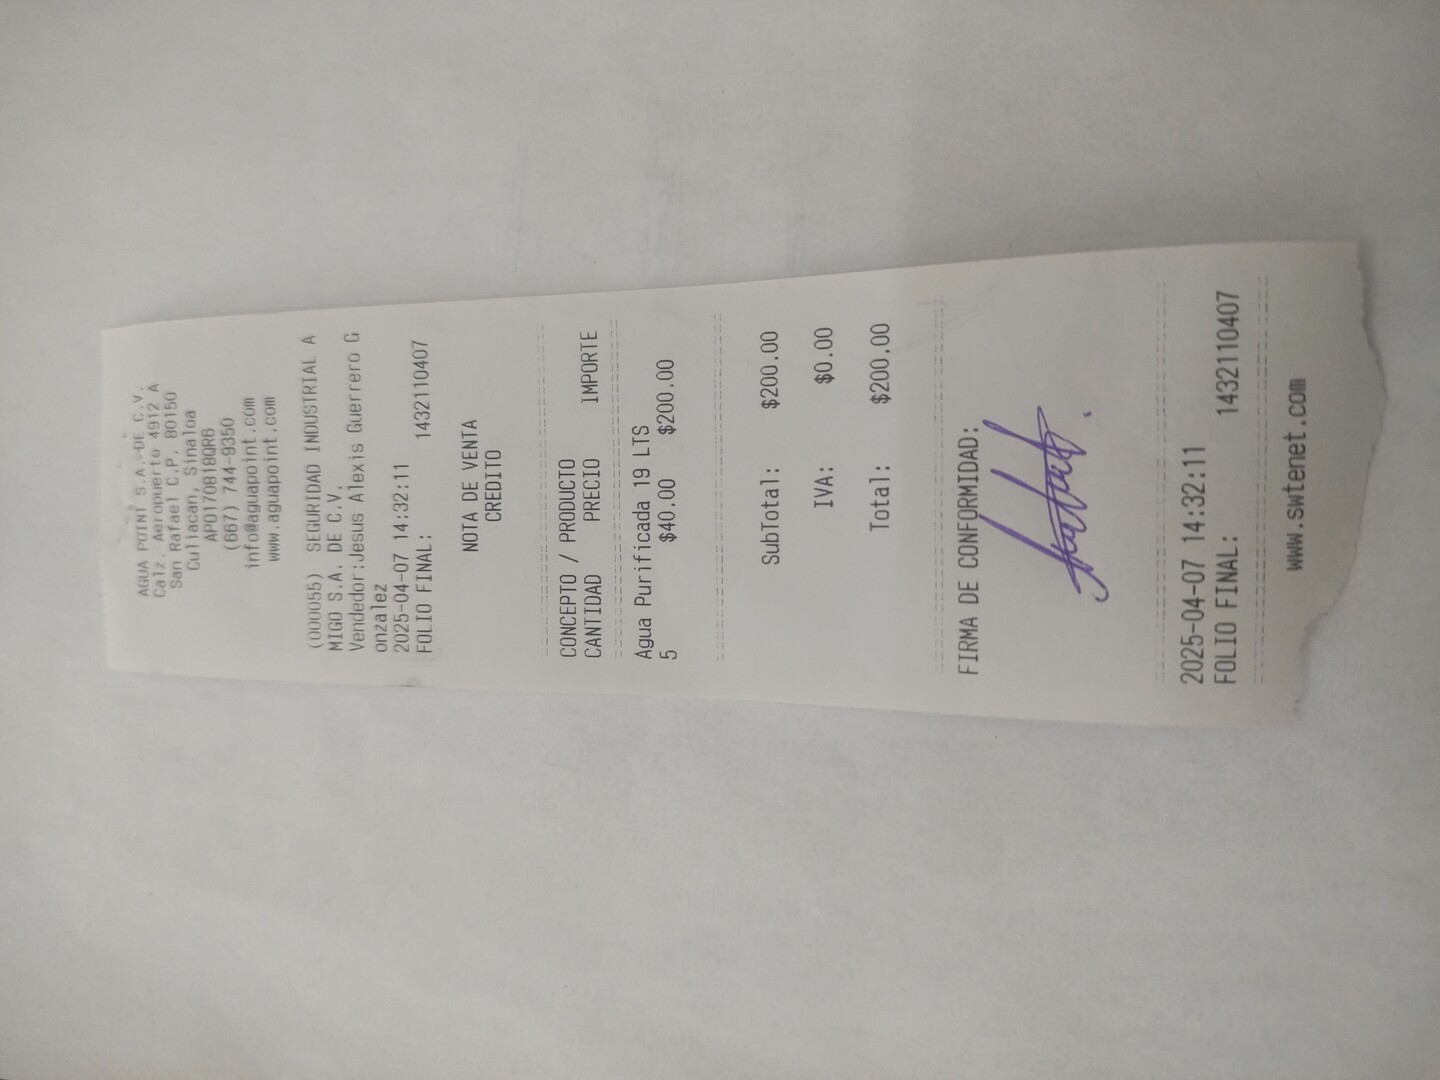 AGUA POINT S.A. DE C.V.
Calz. Aeropuerto 4912 A
San Rafael C.P. 80150
Culiacan, Sinaloa
APO170818QR6
(667) 744-9350
info@aguapoint.com
www.aguapoint.com
(000055) SEGURIDAD INDUSTRIAL A
MIGO S.A. DE C.V.
Vendedor:Jesus Alexis Guerrero G
onzalez
2025-04-07 14:32:11
FOLIO FINAL: 1432110407
NOTA DE VENTA
CREDITO
CONCEPTO / PRODUCTO
CANTIDAD PRECIO IMPORTE
Agua Purificada 19 LTS
5 $40.00 $200.00
SubTotal: $200.00
IVA: $0.00
Total: $200.00
FIRMA DE CONFORMIDAD:
2025-04-07 14:32:11
FOLIO FINAL: 1432110407
www.swtenet.com